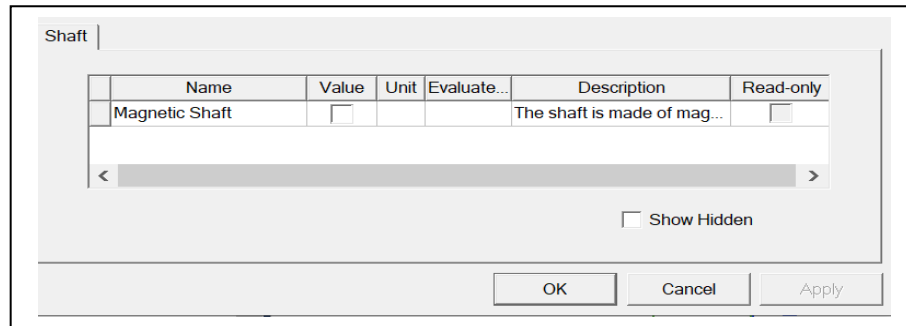 Shaft
Name Value Unit Evaluate... Description Read-only
Magnetic Shaft The shaft is made of mag...
Show Hidden
OK Cancel Apply